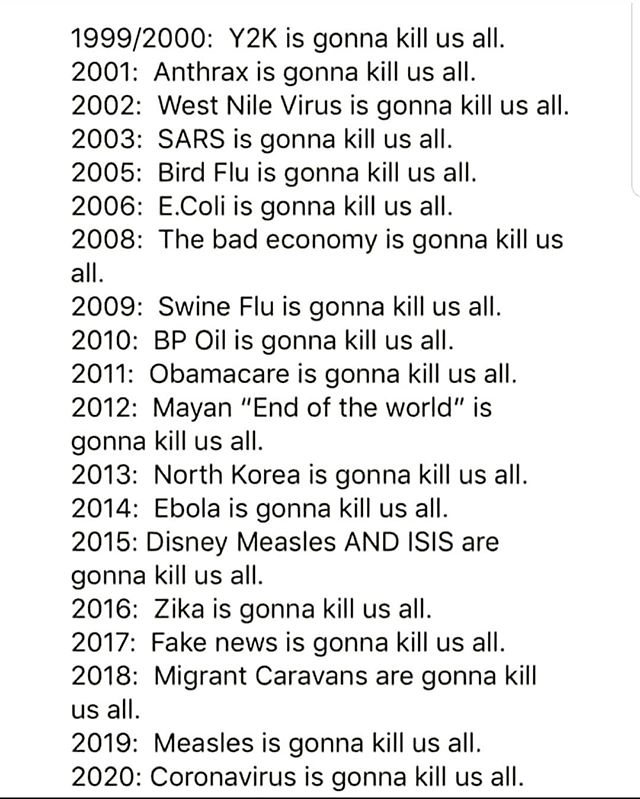 1999/2000:  Y2K is gonna kill us all.
2001:  Anthrax is gonna kill us all.
2002:  West Nile Virus is gonna kill us all.
2003:  SARS is gonna kill us all.
2005:  Bird Flu is gonna kill us all.
2006:  E.Coli is gonna kill us all.
2008:  The bad economy is gonna kill us
all.
2009:  Swine Flu is gonna kill us all.
2010:  BP Oil is gonna kill us all.
2011:  Obamacare is gonna kill us all.
2012:  Mayan "End of the world" is
gonna kill us all.
2013:  North Korea is gonna kill us all.
2014:  Ebola is gonna kill us all.
2015: Disney Measles AND ISIS are
gonna kill us all.
2016:  Zika is gonna kill us all.
2017:  Fake news is gonna kill us all.
2018:  Migrant Caravans are gonna kill
us all.
2019:  Measles is gonna kill us all.
2020: Coronavirus is gonna kill us all.